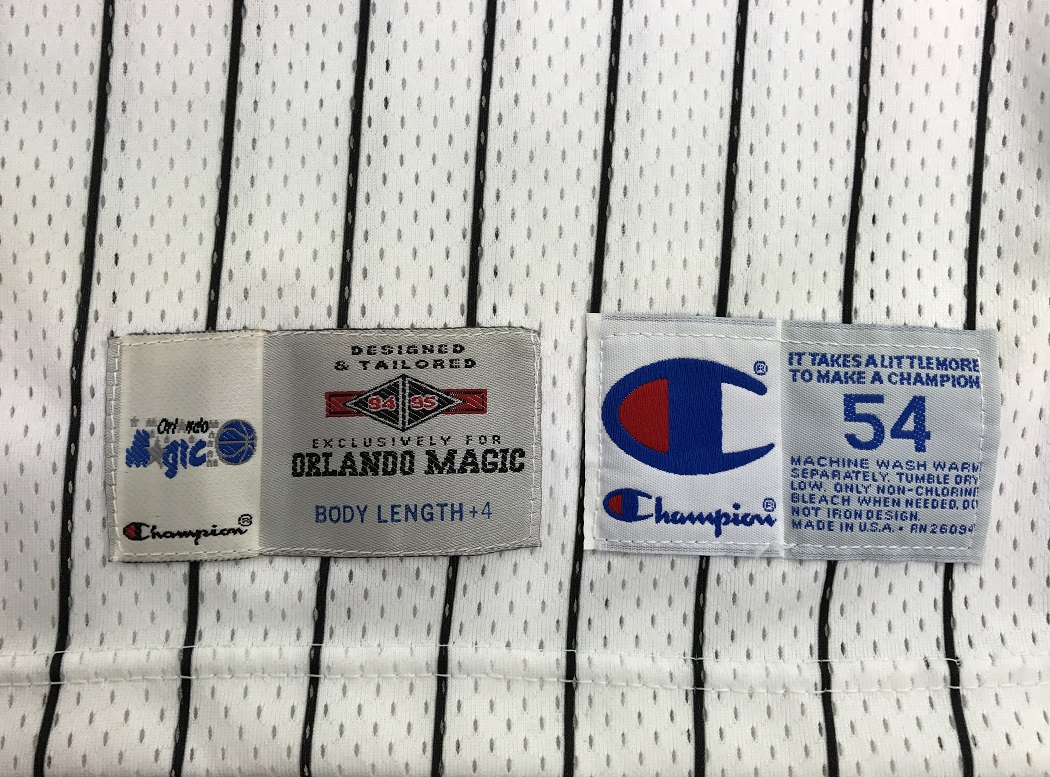 Orlando
Magic
Champion®
DESIGNED
& TAILORED
94 95
EXCLUSIVELY FOR
ORLANDO MAGIC
BODY LENGTH +4
®
Champion®
IT TAKES A LITTLE MORE
TO MAKE A CHAMPION
54
MACHINE WASH WARM
SEPARATELY. TUMBLE DRY
LOW. ONLY NON-CHLORINE
BLEACH WHEN NEEDED. DO
NOT IRON DESIGN.
MADE IN U.S.A. • RN 26094